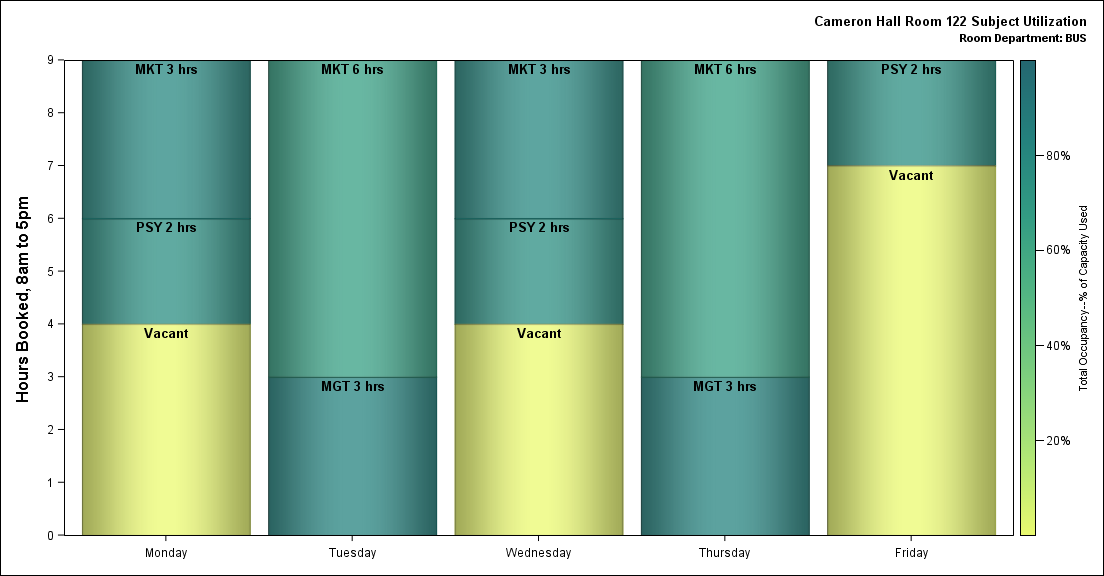 Cameron Hall Room 122 Subject Utilization
Room Department: BUS
Hours Booked, 8am to 5pm
9
8
7
6
5
4
3
2
1
0
MKT 3 hrs
PSY 2 hrs
Vacant
MKT 6 hrs
MGT 3 hrs
MKT 3 hrs
PSY 2 hrs
Vacant
MKT 6 hrs
MGT 3 hrs
PSY 2 hrs
Vacant
Monday
Tuesday
Wednesday
Thursday
Friday
80%
60%
40%
20%
Total Occupancy--% of Capacity Used